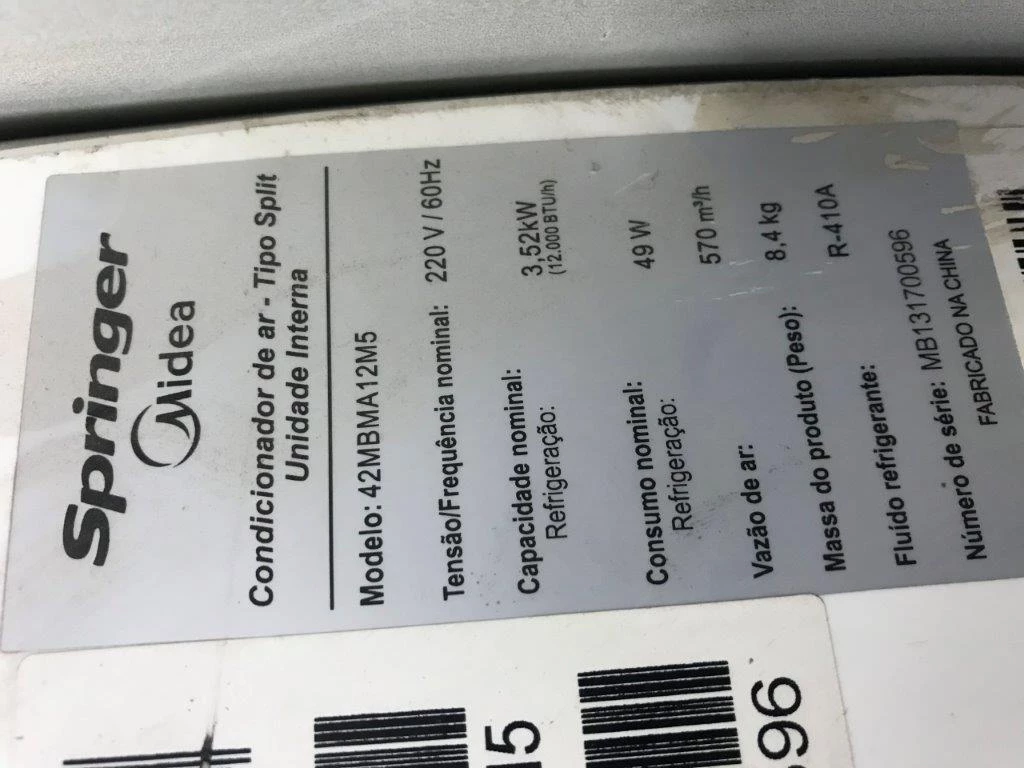 Springer
Midea
Condicionador de ar - Tipo Split
Unidade Interna
Modelo: 42MBMA12M5
Tensão/Frequência nominal: 220 V / 60Hz
Capacidade nominal:
Refrigeração: 3,52kW
(12.000 BTU/h)
Consumo nominal:
Refrigeração: 49 W
Vazão de ar: 570 m³/h
Massa do produto (Peso): 8,4 kg
Fluído refrigerante: R-410A
Número de série: MB131700596
FABRICADO NA CHINA
5
96